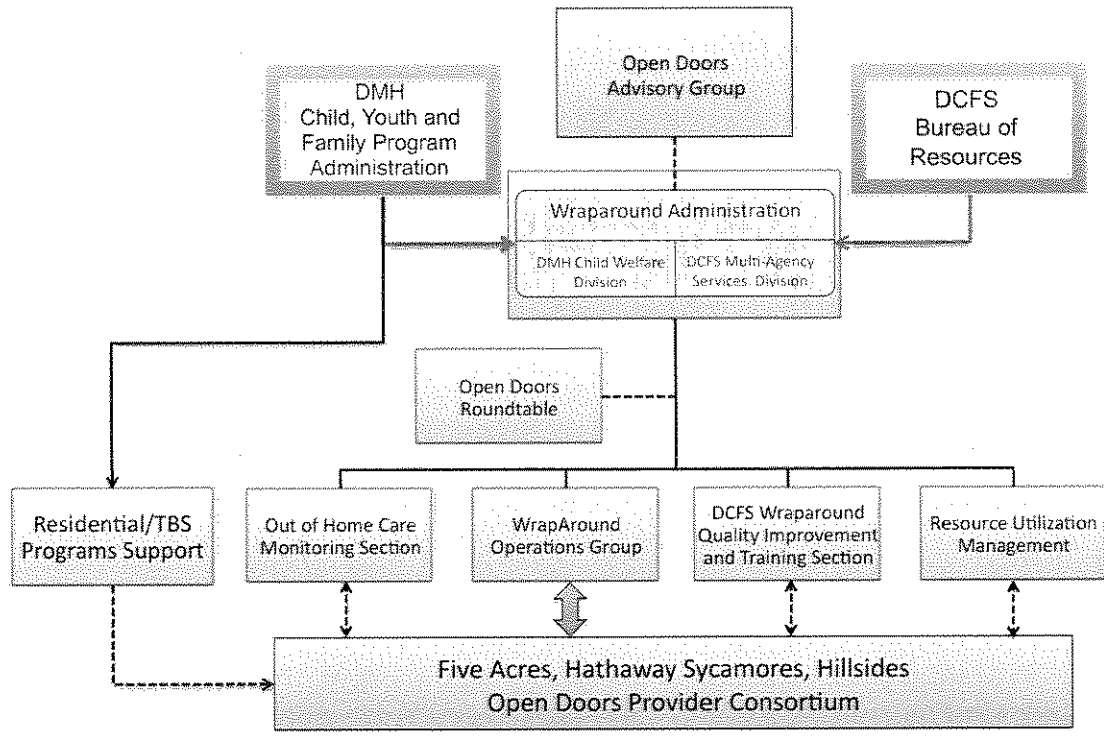 Open Doors
Advisory Group
DMH
Child, Youth and
Family Program
Administration
DCFS
Bureau of
Resources
Wraparound Administration
DMH Child Welfare
Division
DCFS Multi-Agency
Services Division
Open Doors
Roundtable
Residential/TBS
Programs Support
Out of Home Care
Monitoring Section
WrapAround
Operations Group
DCFS Wraparound
Quality Improvement
and Training Section
Resource Utilization
Management
Five Acres, Hathaway Sycamores, Hillsides
Open Doors Provider Consortium